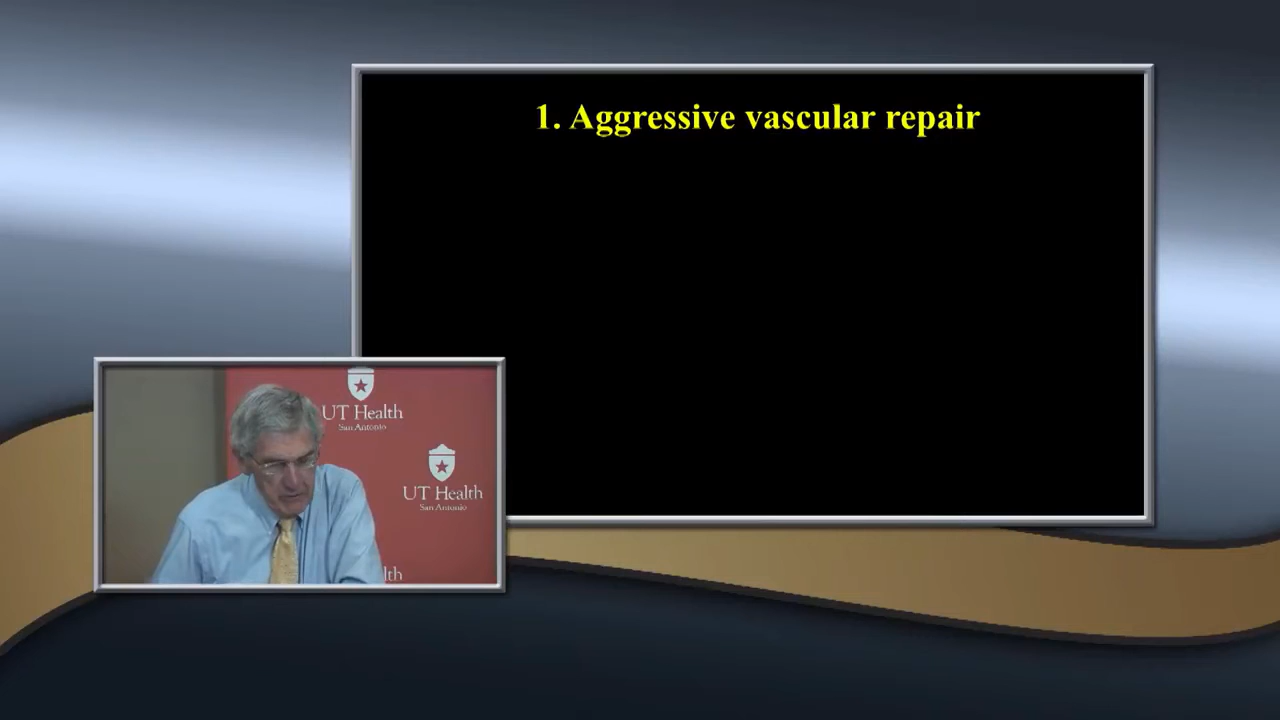 1. Aggressive vascular repair
UT Health
San Antonio
UT Health
San Antonio
lth